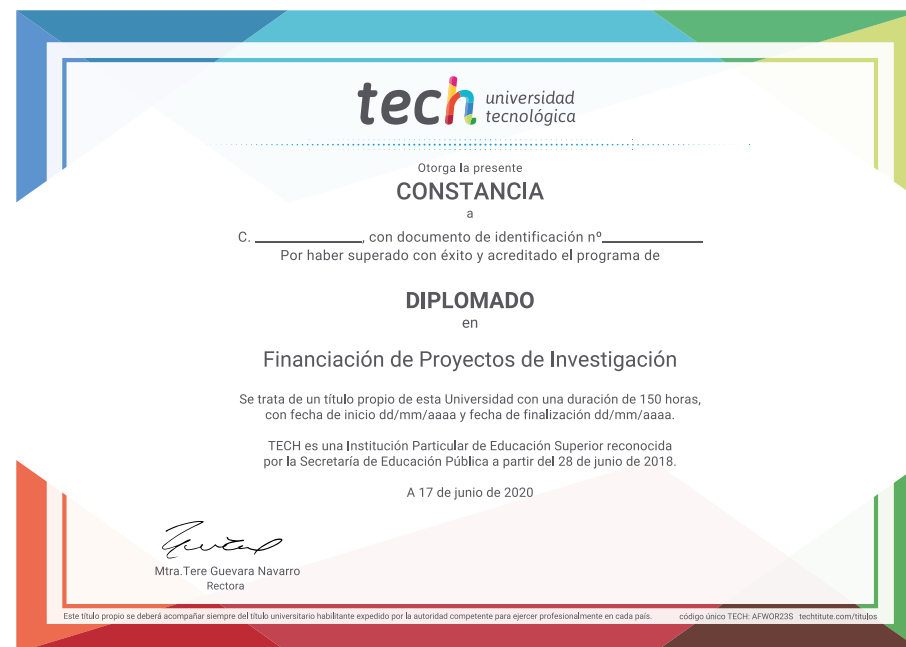 tech universidad
tecnológica
Otorga la presente
CONSTANCIA
a
C. ______________, con documento de identificación nº_____________
Por haber superado con éxito y acreditado el programa de
DIPLOMADO
en
Financiación de Proyectos de Investigación
Se trata de un título propio de esta Universidad con una duración de 150 horas,
con fecha de inicio dd/mm/aaaa y fecha de finalización dd/mm/aaaa.
TECH es una Institución Particular de Educación Superior reconocida
por la Secretaría de Educación Pública a partir del 28 de junio de 2018.
A 17 de junio de 2020
Mtra.Tere Guevara Navarro
Rectora
Este título propio se deberá acompañar siempre del título universitario habilitante expedido por la autoridad competente para ejercer profesionalmente en cada país. código único TECH: AFWOR23S techtitute.com/titulos